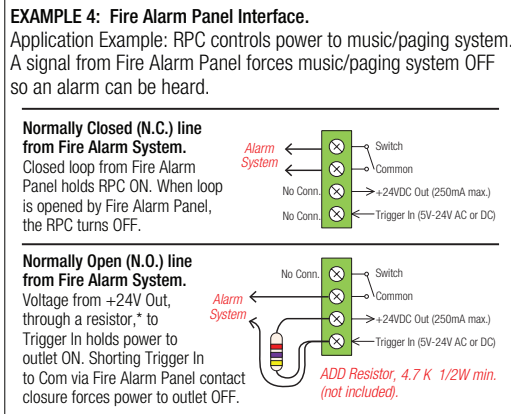 EXAMPLE 4:  Fire Alarm Panel Interface.
Application Example: RPC controls power to music/paging system.
A signal from Fire Alarm Panel forces music/paging system OFF
so an alarm can be heard.
Normally Closed (N.C.) line
from Fire Alarm System.
Closed loop from Fire Alarm
Panel holds RPC ON. When loop
is opened by Fire Alarm Panel,
the RPC turns OFF.
Alarm
System
No Conn.
No Conn.
Switch
Common
+24VDC Out (250mA max.)
Trigger In (5V-24V AC or DC)
Normally Open (N.O.) line
from Fire Alarm System.
Voltage from +24V Out,
through a resistor,* to
Trigger In holds power to
outlet ON. Shorting Trigger In
to Com via Fire Alarm Panel contact
closure forces power to outlet OFF.
Alarm
System
No Conn.
Switch
Common
+24VDC Out (250mA max.)
Trigger In (5V-24V AC or DC)
ADD Resistor, 4.7 K  1/2W min.
(not included).